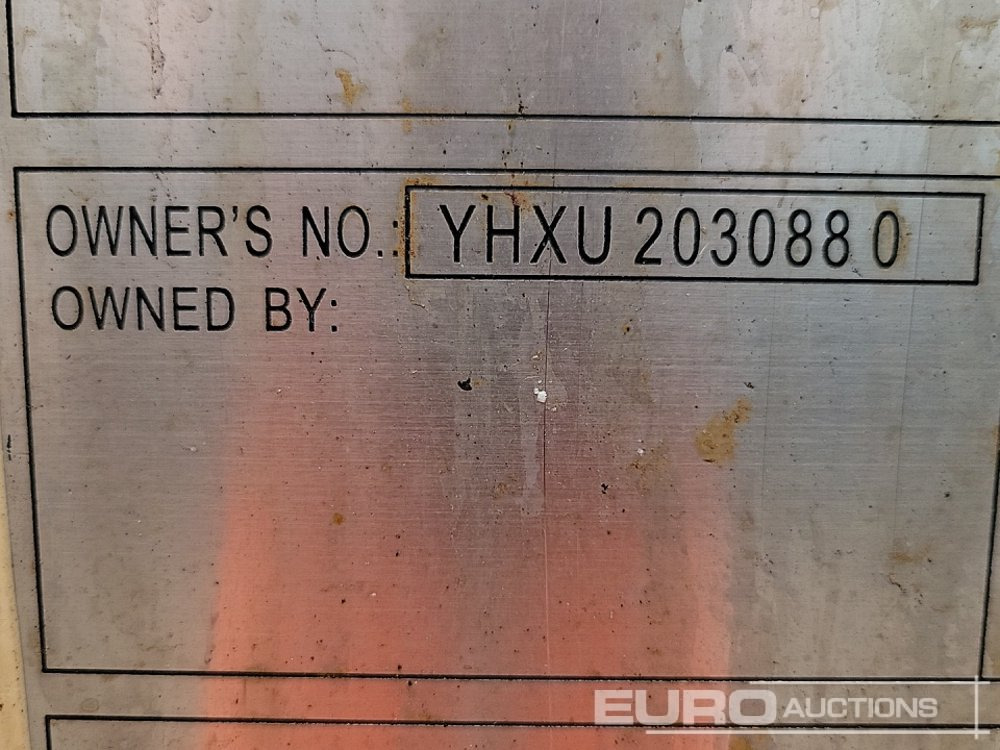 OWNER'S NO.: YHXU 203088 0
OWNED BY:
EURO AUCTIONS